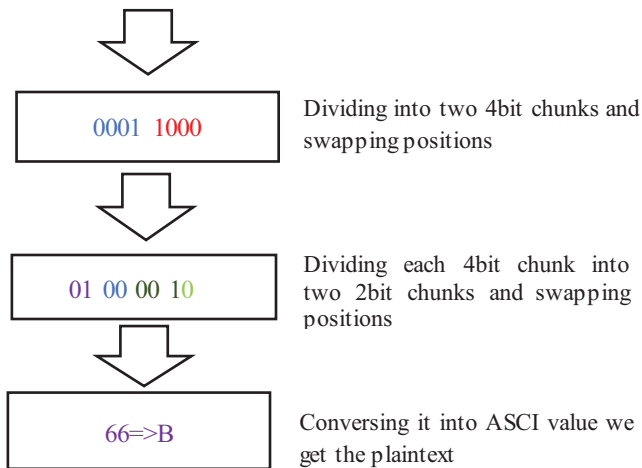 0001 1000
Dividing into two 4bit chunks and
swapping positions
01 00 00 10
Dividing each 4bit chunk into
two 2bit chunks and swapping
positions
66=>B
Conversing it into ASCI value we
get the plaintext